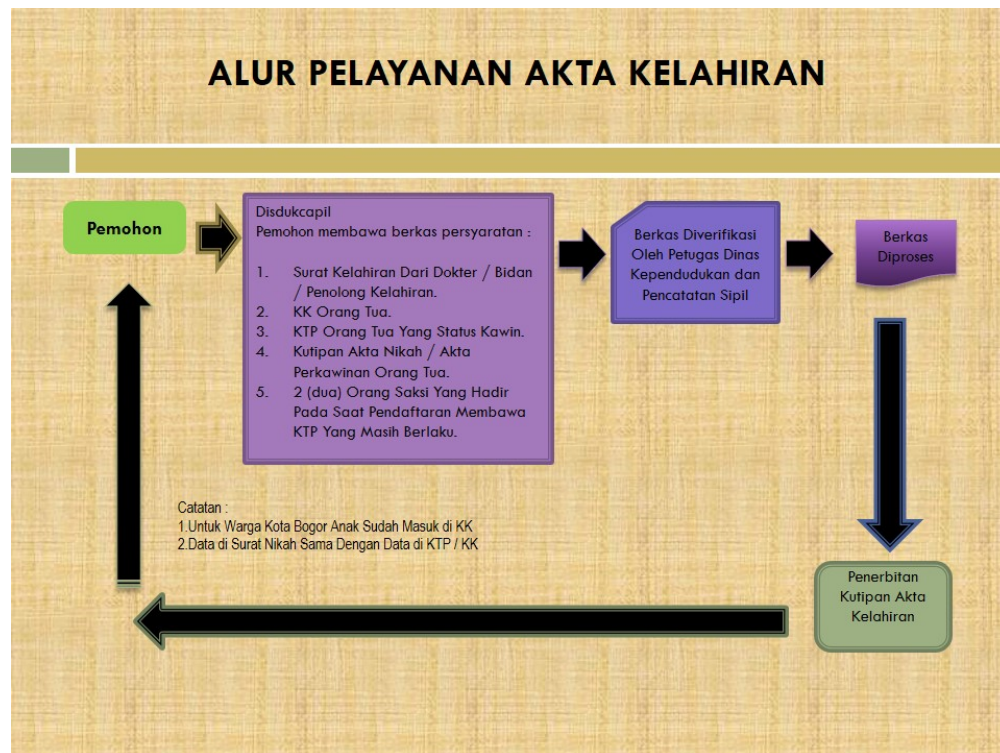 ALUR PELAYANAN AKTA KELAHIRAN
Pemohon
Disdukcapil
Pemohon membawa berkas persyaratan :
1. Surat Kelahiran Dari Dokter / Bidan
/ Penolong Kelahiran.
2. KK Orang Tua.
3. KTP Orang Tua Yang Status Kawin.
4. Kutipan Akta Nikah / Akta
Perkawinan Orang Tua.
5. 2 (dua) Orang Saksi Yang Hadir
Pada Saat Pendaftaran Membawa
KTP Yang Masih Berlaku.
Berkas Diverifikasi
Oleh Petugas Dinas
Kependudukan dan
Pencatatan Sipil
Berkas
Diproses
Catatan :
1.Untuk Warga Kota Bogor Anak Sudah Masuk di KK
2.Data di Surat Nikah Sama Dengan Data di KTP / KK
Penerbitan
Kutipan Akta
Kelahiran